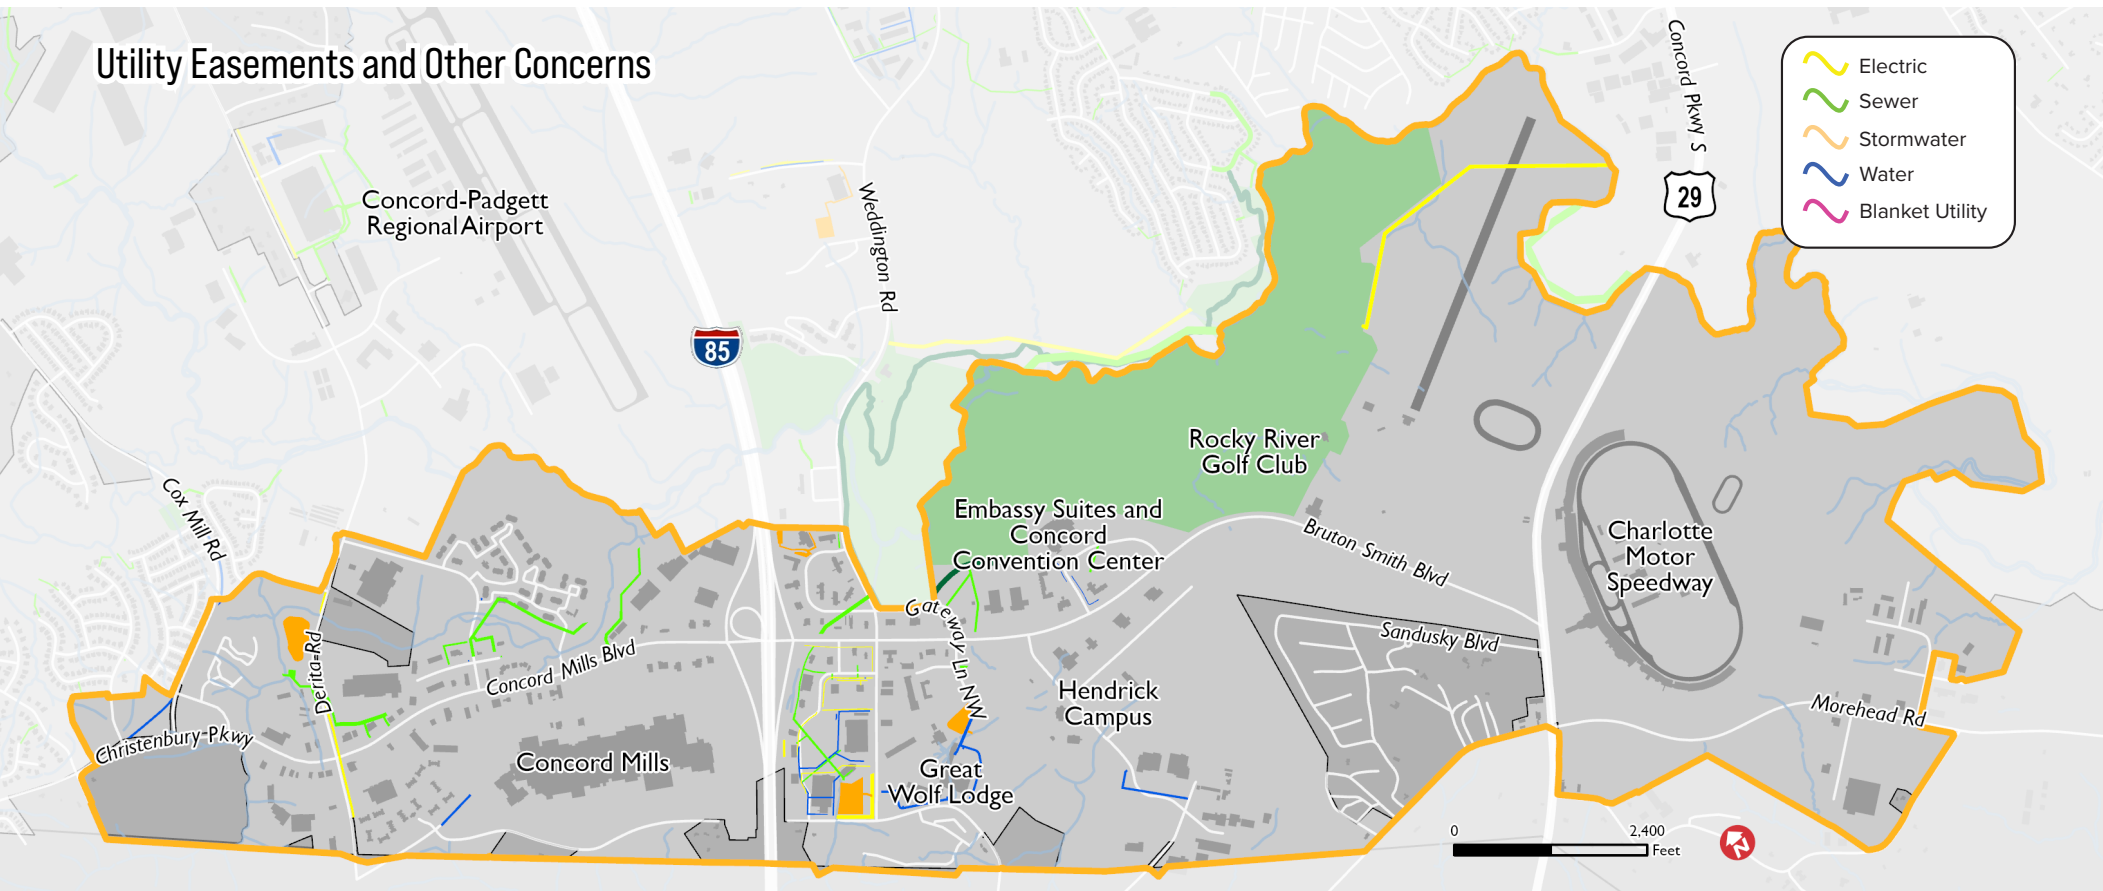 Utility Easements and Other Concerns
Electric
Sewer
Stormwater
Water
Blanket Utility
Concord Pkwy S
29
Concord-Padgett
Regional Airport
Weddington Rd
85
Rocky River
Golf Club
Cox Mill Rd
Embassy Suites and
Concord
Convention Center
Bruton Smith Blvd
Charlotte
Motor
Speedway
Gateway Ln NW
Sandusky Blvd
Derita Rd
Concord Mills Blvd
Hendrick
Campus
Morehead Rd
Christenbury Pkwy
Concord Mills
Great
Wolf Lodge
0 2,400
Feet
N